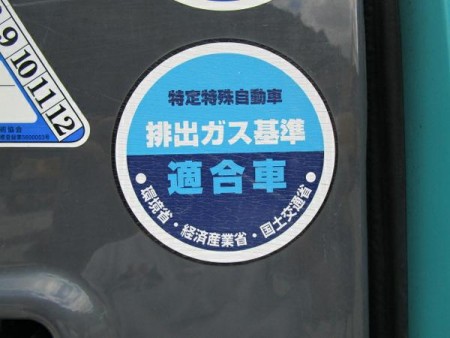 9 10 11 12
特定特殊自動車
排出ガス基準
適合車
● 環境省・経済産業省・国土交通省 ●